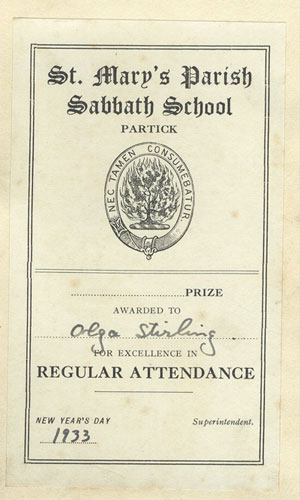 St. Mary's Parish
Sabbath School
PARTICK
NEC TAMEN CONSUMEBATUR
PRIZE
AWARDED TO
Olga Stirling
FOR EXCELLENCE IN
REGULAR ATTENDANCE
NEW YEAR'S DAY
1933
Superintendent.